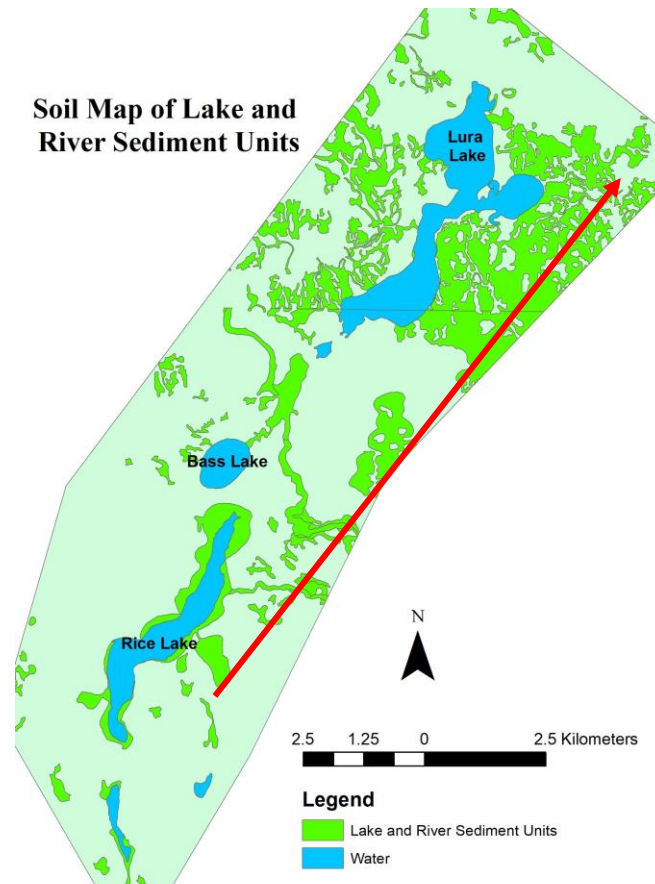 Soil Map of Lake and
River Sediment Units
Lura
Lake
Bass Lake
Rice Lake
N
2.5 1.25 0 2.5 Kilometers
Legend
Lake and River Sediment Units
Water